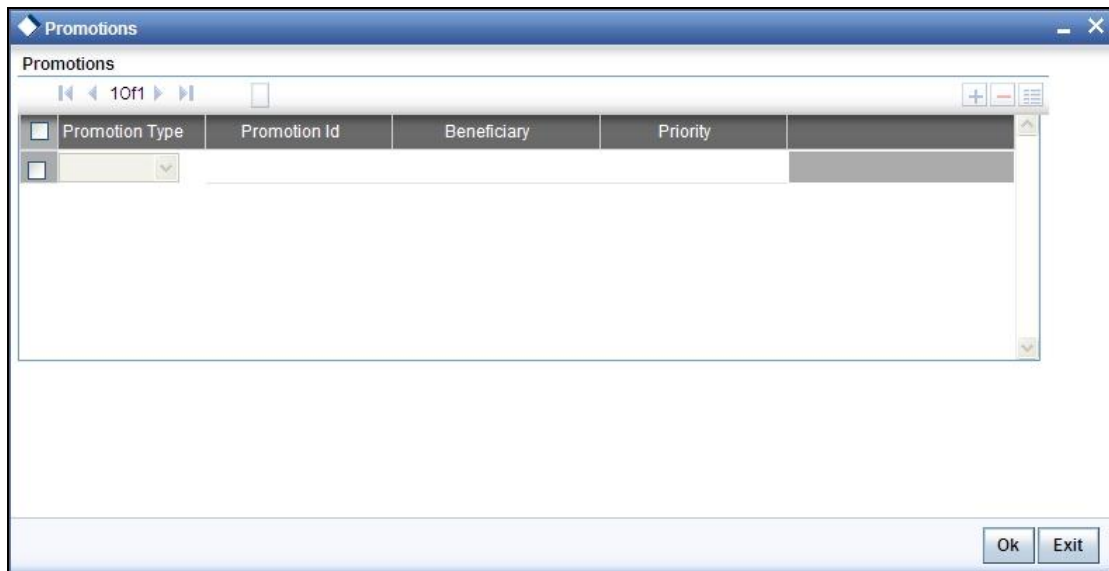 Promotions
Promotions
1Of1
Promotion Type Promotion Id Beneficiary Priority
Ok Exit